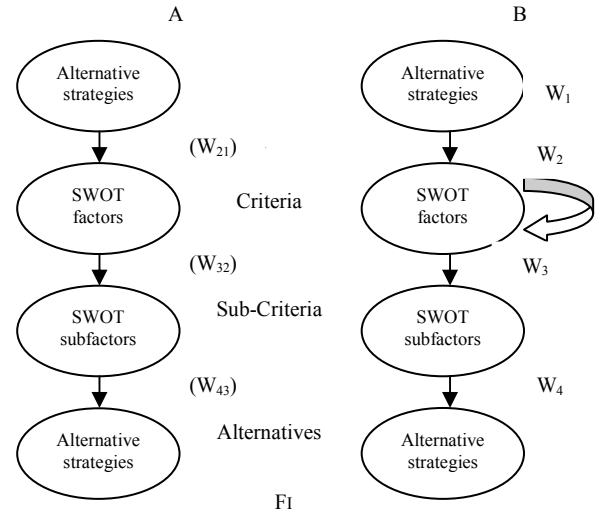 A
B
Alternative
strategies
Alternative
strategies
W₁
(W₂₁)
W₂
SWOT
factors
Criteria
SWOT
factors
(W₃₂)
W₃
SWOT
subfactors
Sub-Criteria
SWOT
subfactors
(W₄₃)
W₄
Alternative
strategies
Alternatives
Alternative
strategies
FI